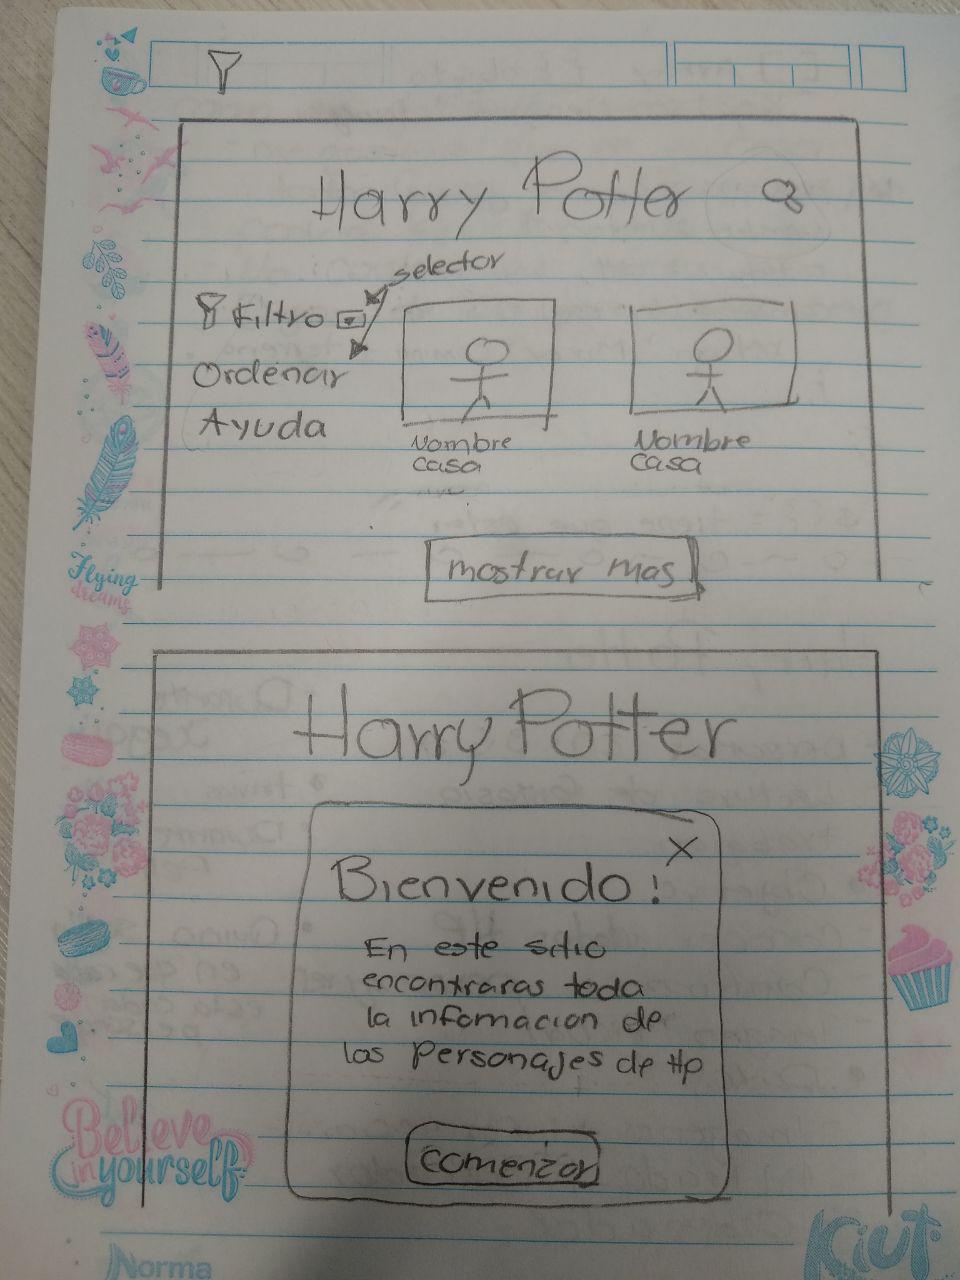 Harry Potter
selector
Filtro
Ordenar
Ayuda
Nombre
casa
Nombre
casa
mostrar mas
Flying
dreams
Harry Potter
X
Bienvenido!
En este sitio
encontraras toda
la infomacion de
los Personajes de Hp
comenzar
Believe
in yourself
Norma
Kiut